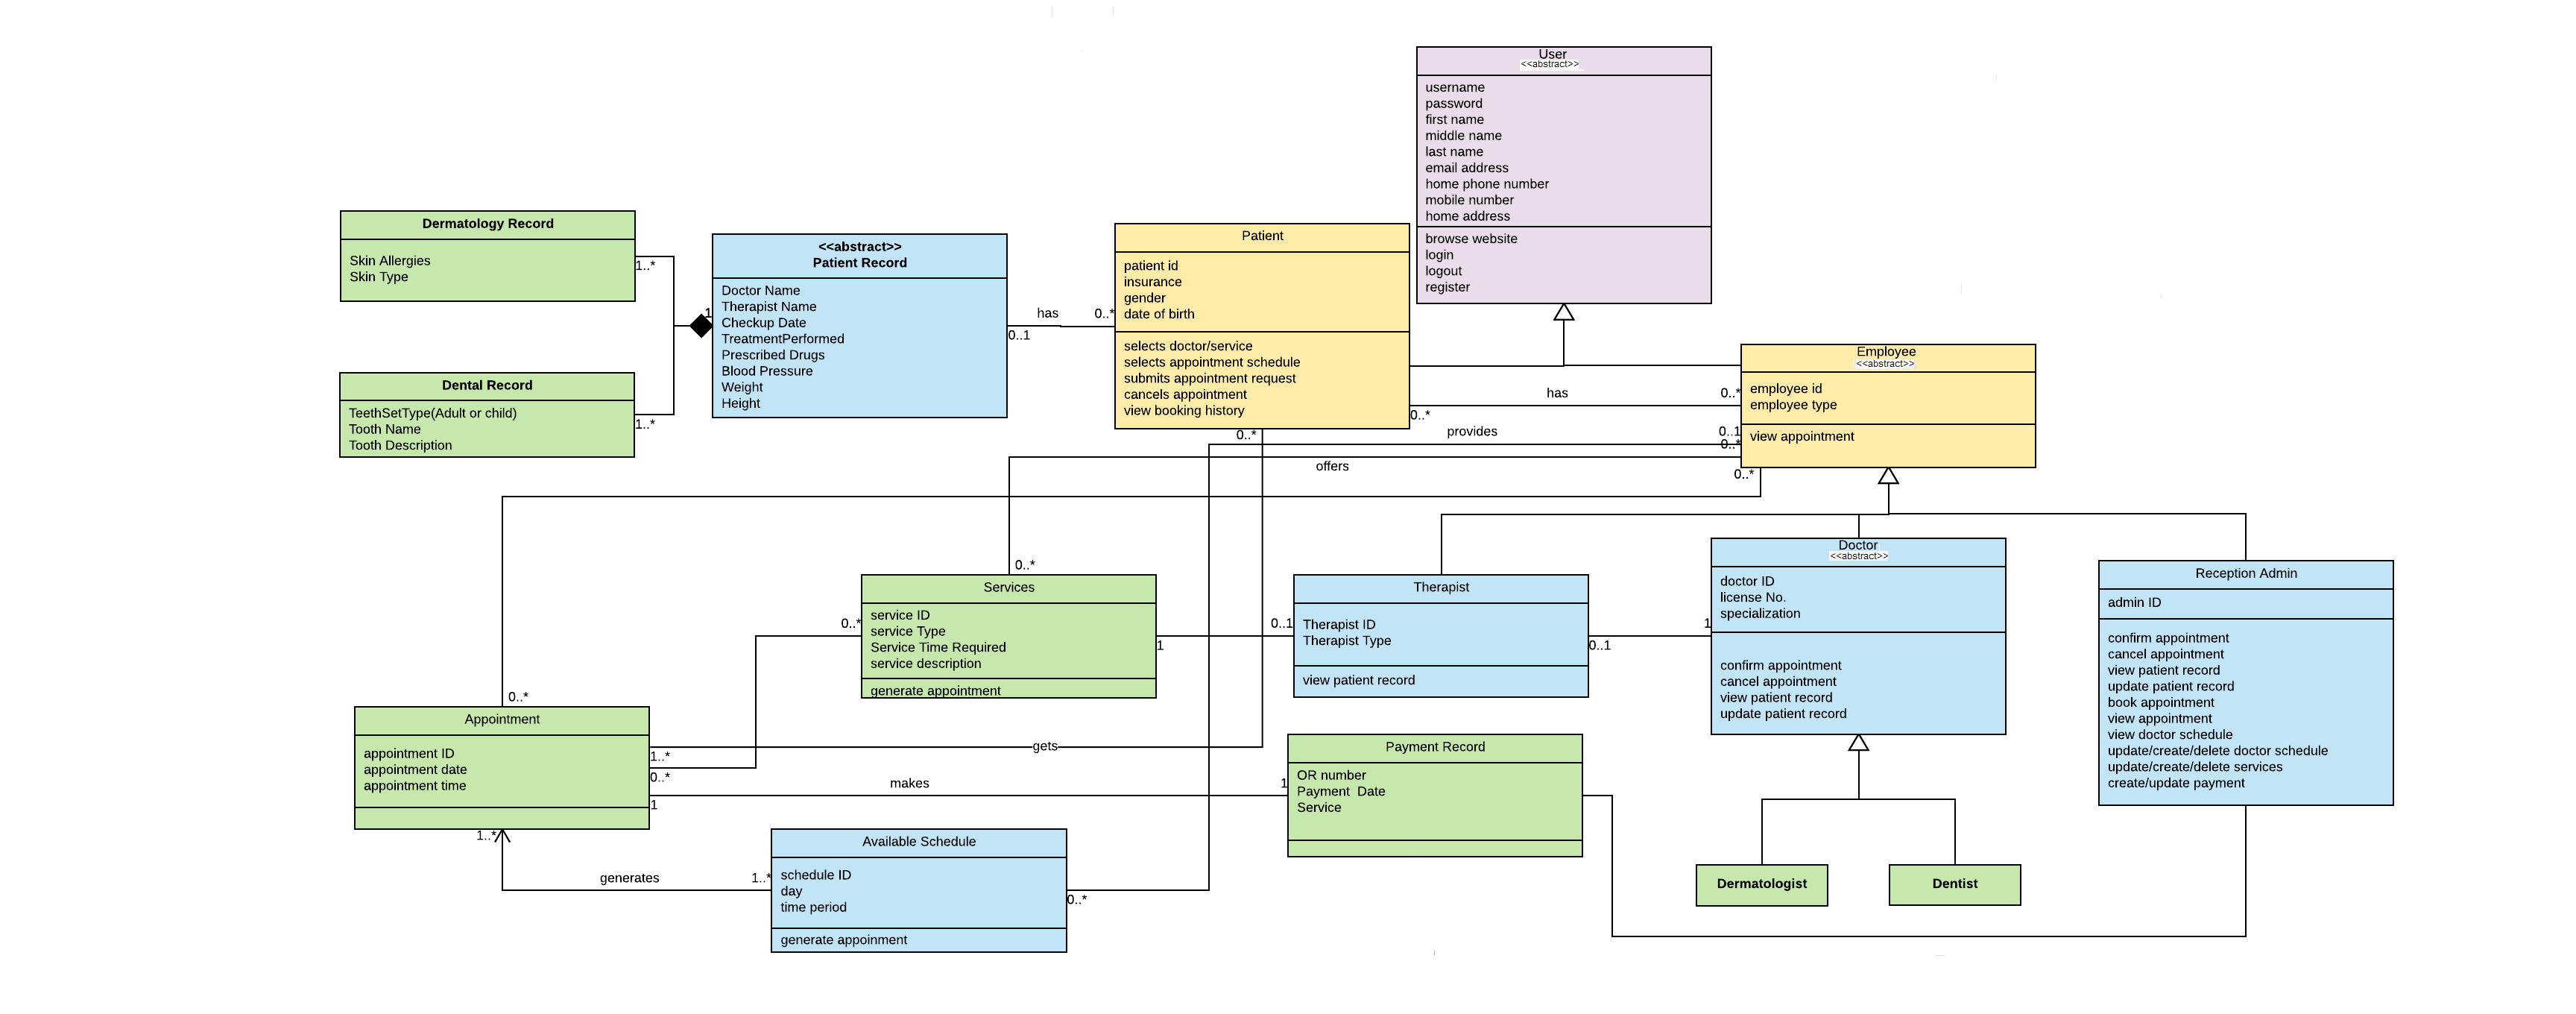 User
<<abstract>>
username
password
first name
middle name
last name
email address
home phone number
mobile number
home address
browse website
login
logout
register
Dermatology Record
Skin Allergies
Skin Type
1..*
Dental Record
TeethSetType(Adult or child)
Tooth Name
Tooth Description
1..*
1
<<abstract>>
Patient Record
Doctor Name
Therapist Name
Checkup Date
TreatmentPerformed
Prescribed Drugs
Blood Pressure
Weight
Height
has
0..1
0..*
Patient
patient id
insurance
gender
date of birth
selects doctor/service
selects appointment schedule
submits appointment request
cancels appointment
view booking history
0..*
has
0..*
0..*
provides
0..1
0..*
offers
0..*
Employee
<<abstract>>
employee id
employee type
view appointment
0..*
Services
service ID
service Type
Service Time Required
service description
generate appointment
0..*
1
0..1
Therapist
Therapist ID
Therapist Type
view patient record
0..1
1
Doctor
<<abstract>>
doctor ID
license No.
specialization
confirm appointment
cancel appointment
view patient record
update patient record
Reception Admin
admin ID
confirm appointment
cancel appointment
view patient record
update patient record
book appointment
view appointment
view doctor schedule
update/create/delete doctor schedule
update/create/delete services
create/update payment
0..*
Appointment
appointment ID
appointment date
appointment time
1..*
gets
0..*
makes
1
1
Payment Record
OR number
Payment  Date
Service
1..*
generates
1..*
Available Schedule
schedule ID
day
time period
generate appoinment
0..*
Dermatologist
Dentist